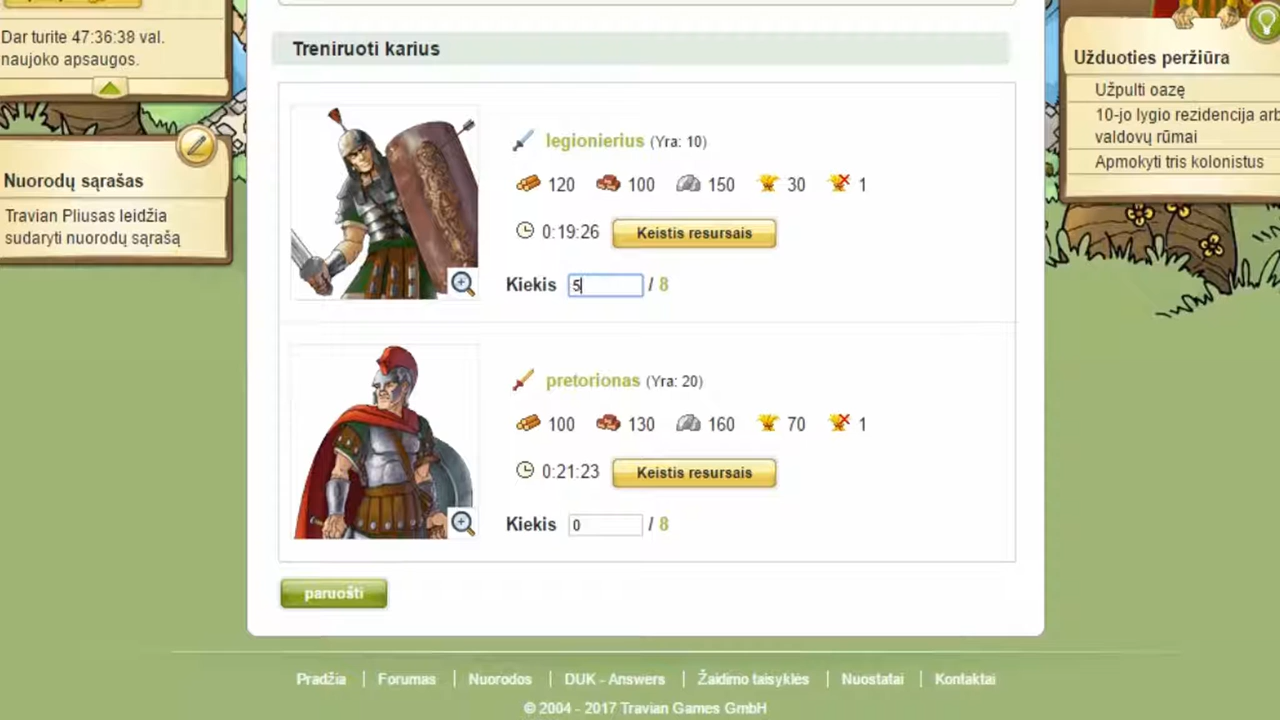 Dar turite 47:36:38 val.
naujoko apsaugos.
Nuorodų sąrašas
Travian Pliusas leidžia
sudaryti nuorodų sąrašą
Treniruoti karius
legionierius (Yra: 10)
120 100 150 30 1
0:19:26 Keistis resursais
Kiekis 5 / 8
pretorionas (Yra: 20)
100 130 160 70 1
0:21:23 Keistis resursais
Kiekis 0 / 8
paruošti
Užduoties peržiūra
Užpulti oazę
10-jo lygio rezidencija arb
valdovų rūmai
Apmokyti tris kolonistus
Pradžia | Forumas | Nuorodos | DUK - Answers | Žaidimo taisyklės | Nuostatai | Kontaktai
© 2004 - 2017 Travian Games GmbH